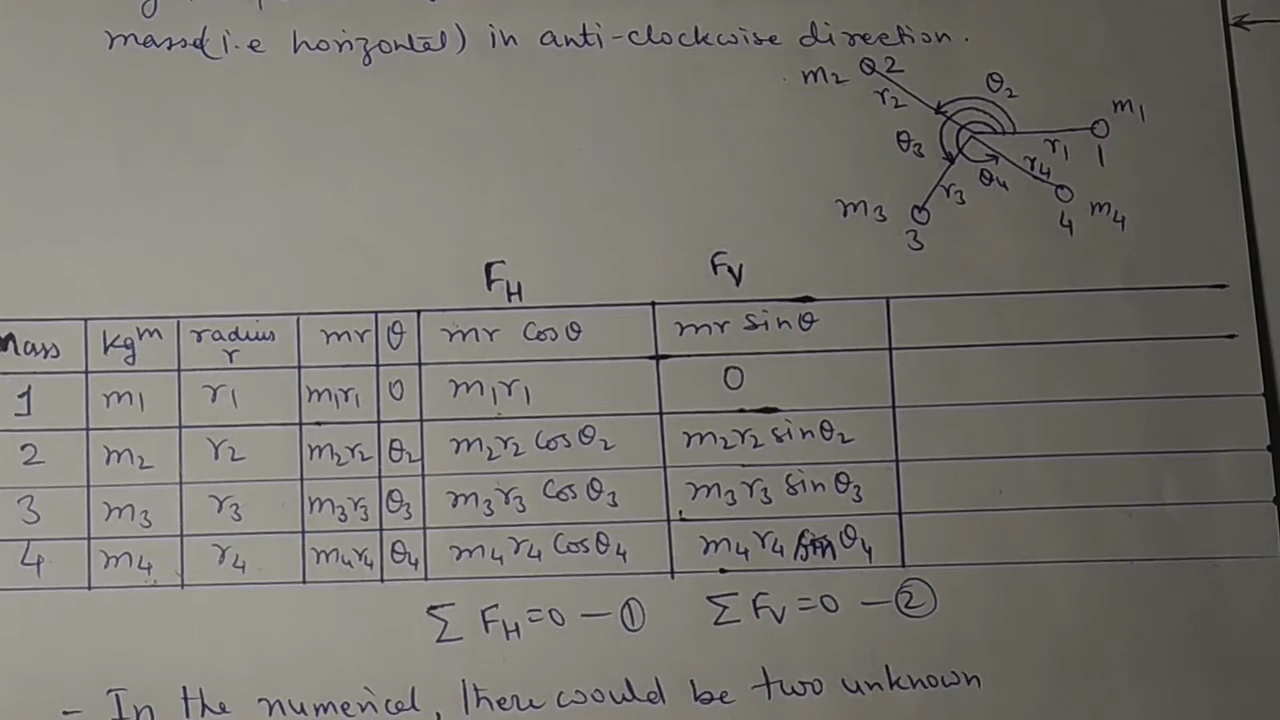 mass (i.e horizontal) in anti-clockwise direction.
m2 2 θ2 m1
r2
θ3 r1 1
r4
θ4
r3
m3 3 4 m4
FH FV
Mass kg m radius r mr θ mr cosθ mr sinθ
1 m1 r1 m1r1 0 m1r1 0
2 m2 r2 m2r2 θ2 m2r2 cosθ2 m2r2 sinθ2
3 m3 r3 m3r3 θ3 m3r3 cosθ3 m3r3 sinθ3
4 m4 r4 m4r4 θ4 m4r4 cosθ4 m4r4 sinθ4
∑ FH=0 — ① ∑ FV=0 — ②
- In the numerical, there would be two unknown